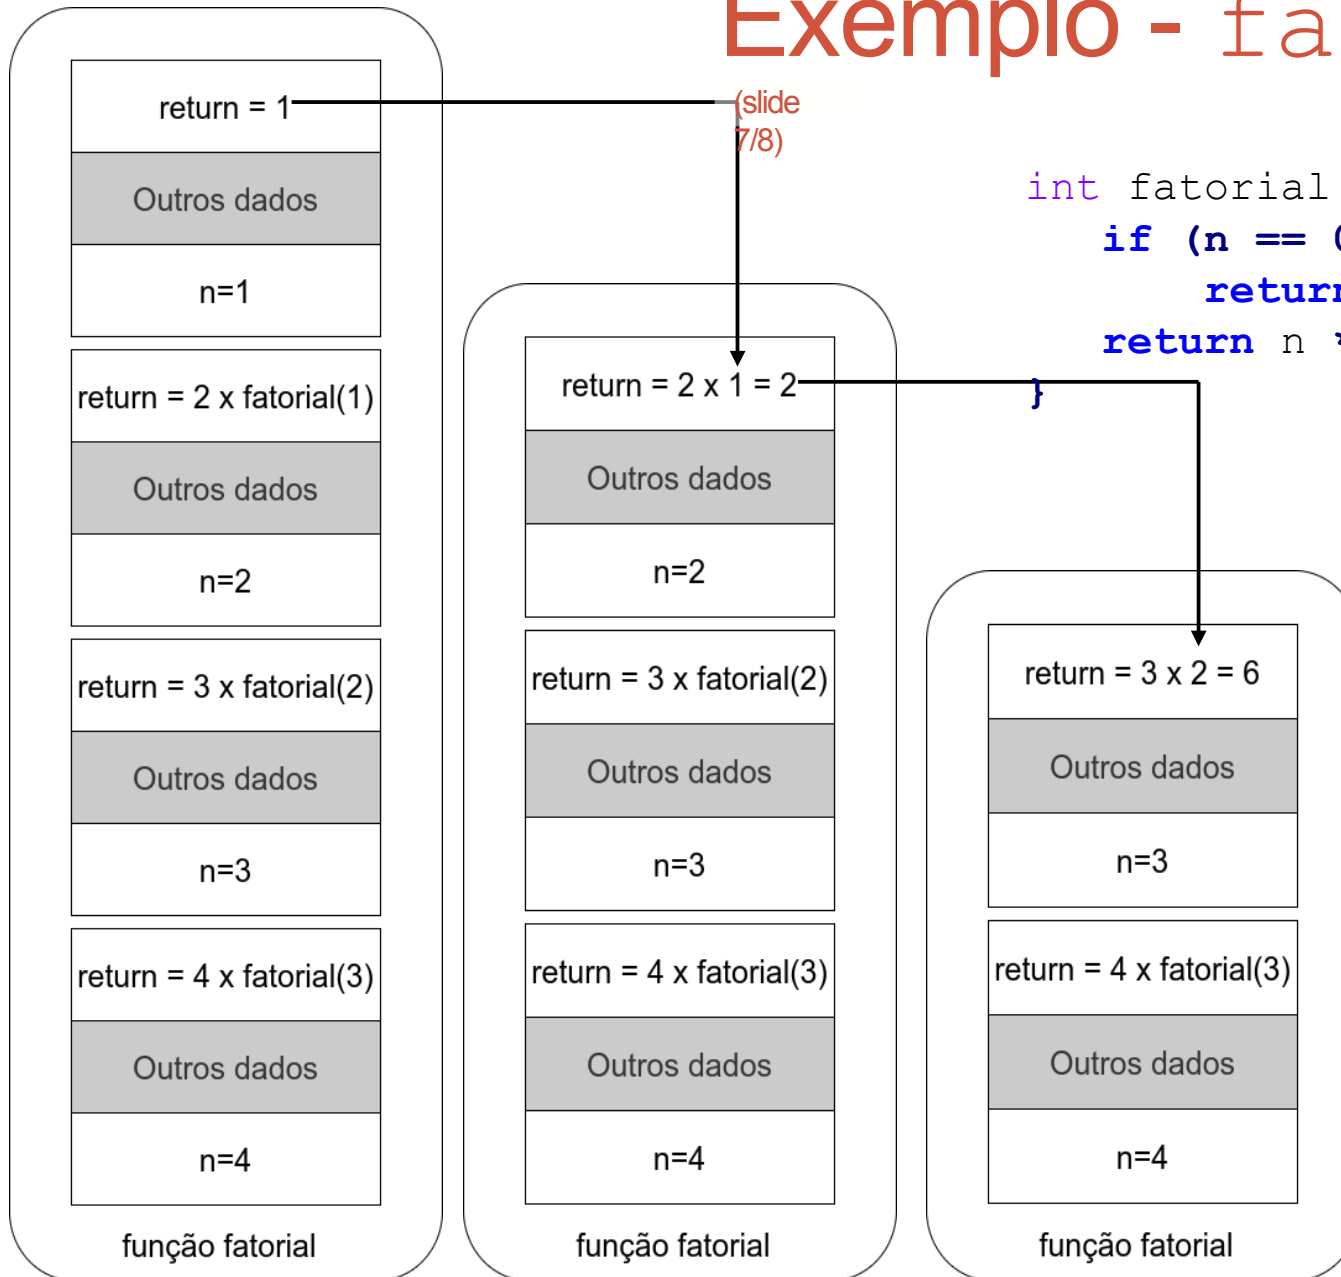 Exemplo - fa
(slide
7/8)
int fatorial
if (n == 0
return
return n *
}
return = 1
Outros dados
n=1
return = 2 x fatorial(1)
Outros dados
n=2
return = 3 x fatorial(2)
Outros dados
n=3
return = 4 x fatorial(3)
Outros dados
n=4
função fatorial
return = 2 x 1 = 2
Outros dados
n=2
return = 3 x fatorial(2)
Outros dados
n=3
return = 4 x fatorial(3)
Outros dados
n=4
função fatorial
return = 3 x 2 = 6
Outros dados
n=3
return = 4 x fatorial(3)
Outros dados
n=4
função fatorial